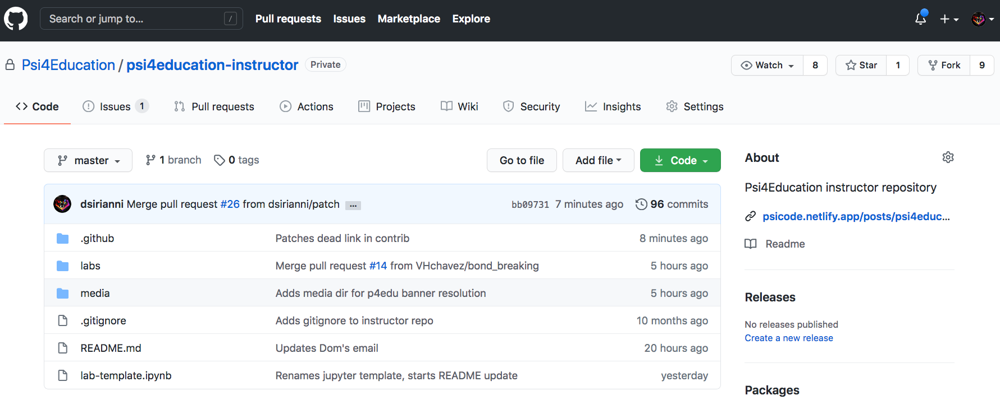 Search or jump to... /
Pull requests Issues Marketplace Explore
Psi4Education / psi4education-instructor Private
Watch 8 Star 1 Fork 9
Code Issues 1 Pull requests Actions Projects Wiki Security Insights Settings
master 1 branch 0 tags Go to file Add file Code
dsirianni Merge pull request #26 from dsirianni/patch ... bb09731 7 minutes ago 96 commits
.github Patches dead link in contrib 8 minutes ago
labs Merge pull request #14 from VHchavez/bond_breaking 5 hours ago
media Adds media dir for p4edu banner resolution 5 hours ago
.gitignore Adds gitignore to instructor repo 10 months ago
README.md Updates Dom's email 20 hours ago
lab-template.ipynb Renames jupyter template, starts README update yesterday
About
Psi4Education instructor repository
psicode.netlify.app/posts/psi4educ...
Readme
Releases
No releases published
Create a new release
Packages